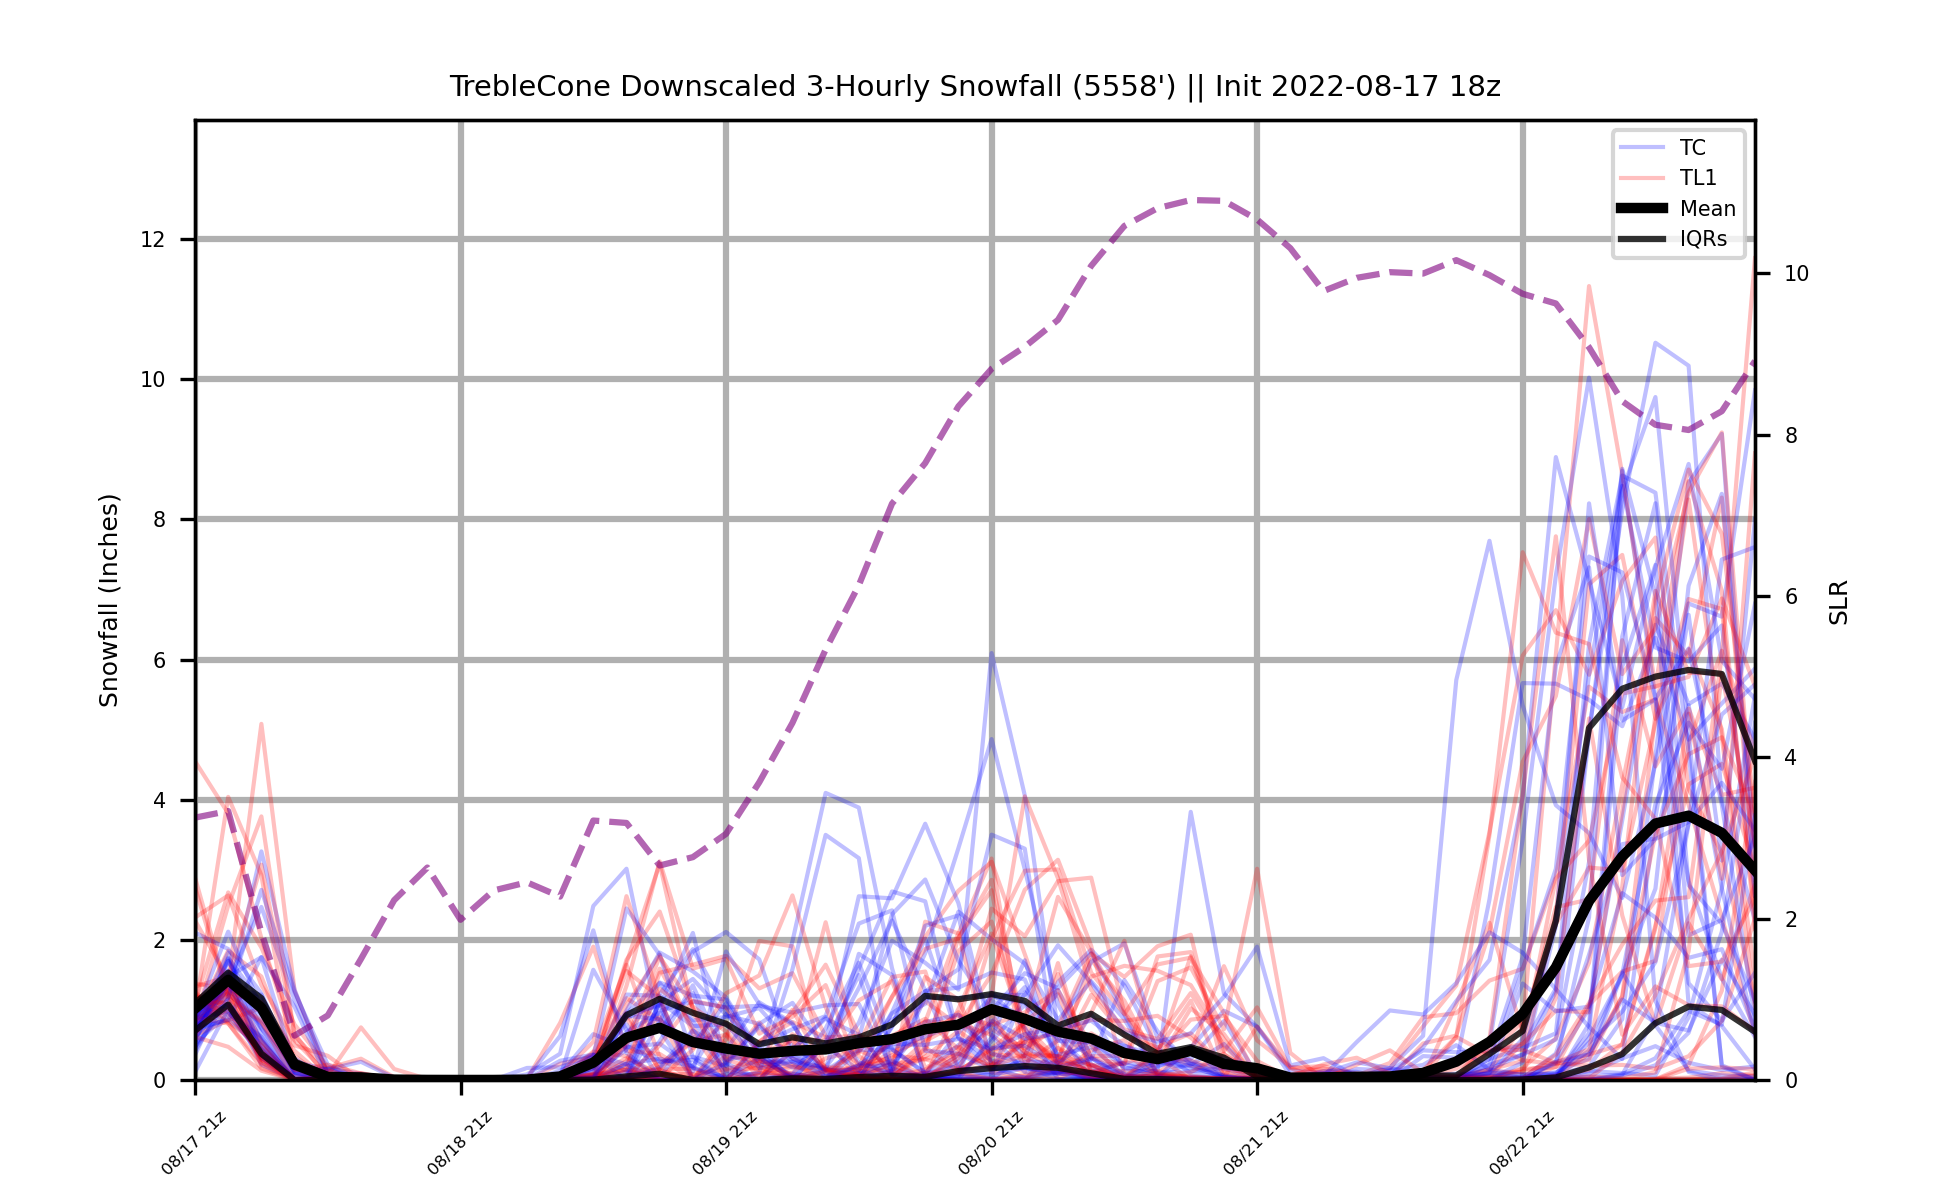 TrebleCone Downscaled 3-Hourly Snowfall (5558') || Init 2022-08-17 18z
TC
TL1
Mean
IQRs
Snowfall (Inches)
12
10
8
6
4
2
0
SLR
10
8
6
4
2
0
08/17 21z
08/18 21z
08/19 21z
08/20 21z
08/21 21z
08/22 21z